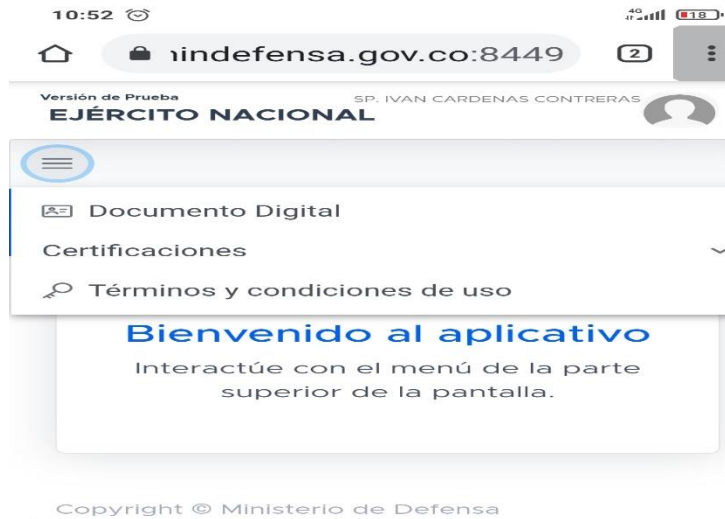 10:52
4G 18
mindefensa.gov.co:8449 2
Versión de Prueba
SP. IVAN CARDENAS CONTRERAS
EJÉRCITO NACIONAL
Documento Digital
Certificaciones
Términos y condiciones de uso
Bienvenido al aplicativo
Interactúe con el menú de la parte
superior de la pantalla.
Copyright © Ministerio de Defensa